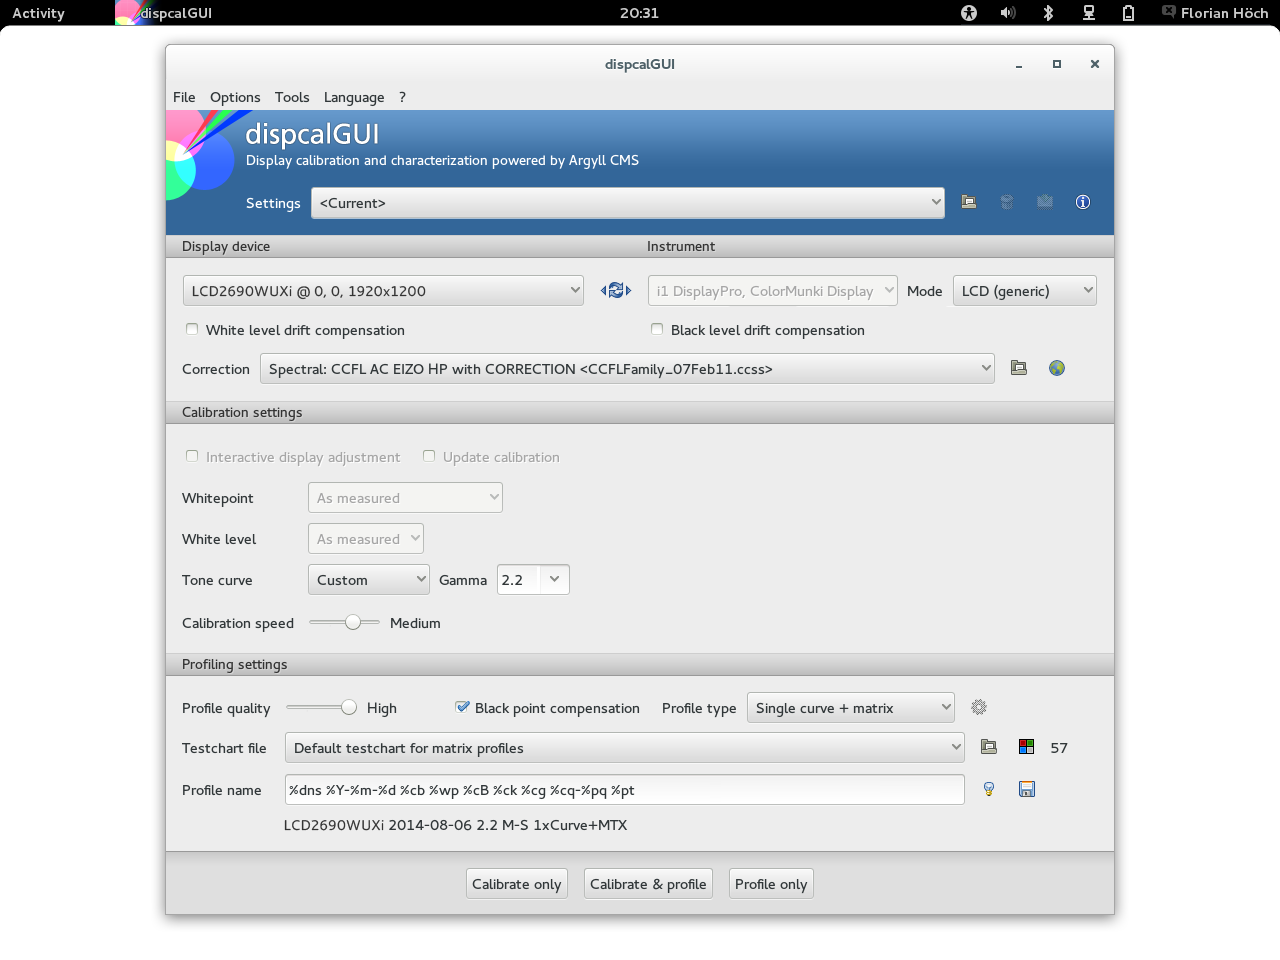 Activity dispcalGUI 20:31 Florian Höch
dispcalGUI
File Options Tools Language ?
dispcalGUI
Display calibration and characterization powered by Argyll CMS
Settings <Current>
Display device Instrument
LCD2690WUXi @ 0, 0, 1920x1200 i1 DisplayPro, ColorMunki Display Mode LCD (generic)
White level drift compensation Black level drift compensation
Correction Spectral: CCFL AC EIZO HP with CORRECTION <CCFLFamily_07Feb11.ccss>
Calibration settings
Interactive display adjustment Update calibration
Whitepoint As measured
White level As measured
Tone curve Custom Gamma 2.2
Calibration speed Medium
Profiling settings
Profile quality High Black point compensation Profile type Single curve + matrix
Testchart file Default testchart for matrix profiles 57
Profile name %dns %Y-%m-%d %cb %wp %cB %ck %cg %cq-%pq %pt
LCD2690WUXi 2014-08-06 2.2 M-S 1xCurve+MTX
Calibrate only Calibrate & profile Profile only